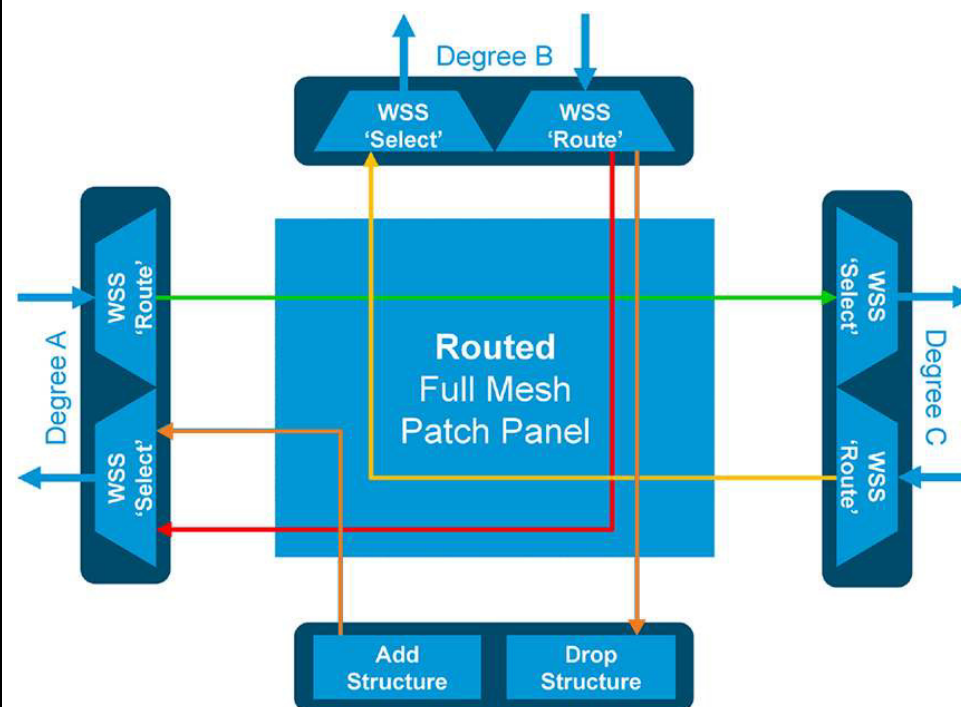 Degree B
WSS
‘Select’
WSS
‘Route’
Degree A
WSS
‘Route’
WSS
‘Select’
Routed
Full Mesh
Patch Panel
WSS
‘Select’
WSS
‘Route’
Degree C
Add
Structure
Drop
Structure